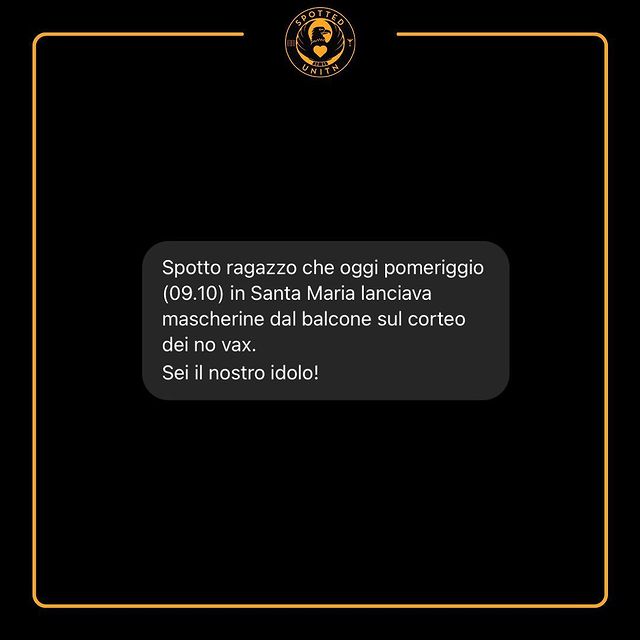 SPOTTED
UNITN
Spotto ragazzo che oggi pomeriggio
(09.10) in Santa Maria lanciava
mascherine dal balcone sul corteo
dei no vax.
Sei il nostro idolo!